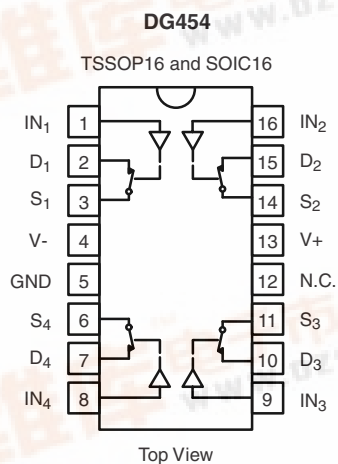 DG454
TSSOP16 and SOIC16
IN1 1 16 IN2
D1 2 15 D2
S1 3 14 S2
V- 4 13 V+
GND 5 12 N.C.
S4 6 11 S3
D4 7 10 D3
IN4 8 9 IN3
Top View